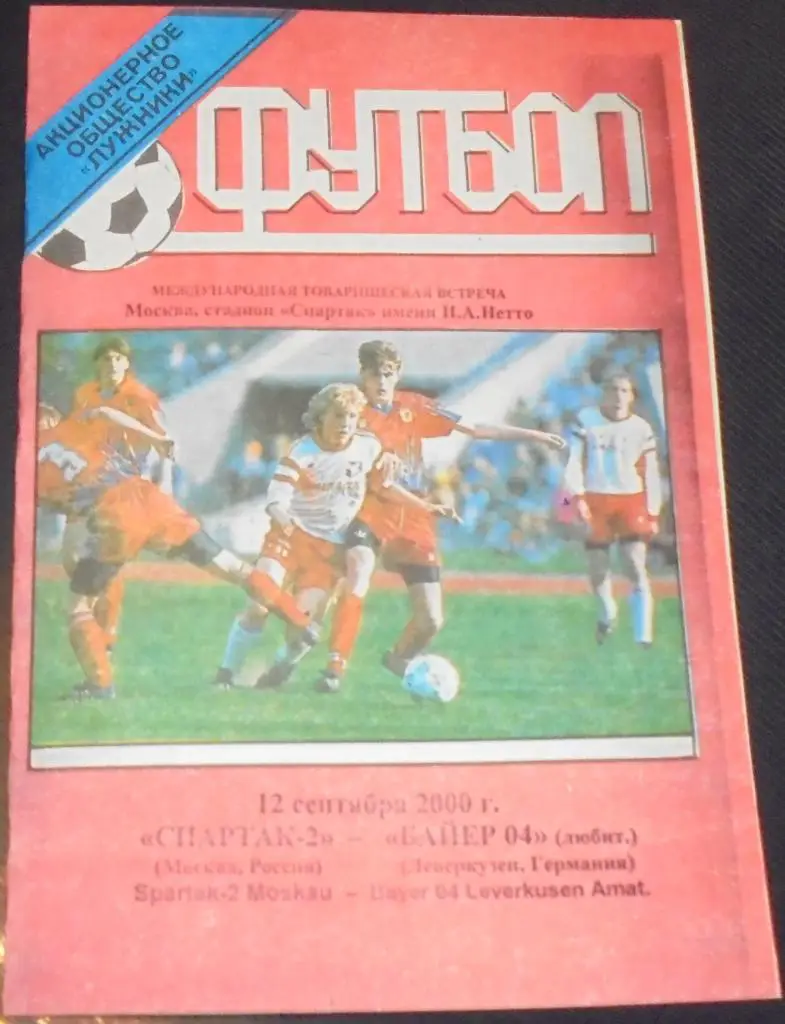 АКЦИОНЕРНОЕ
ОБЩЕСТВО
«ЛУЖНИКИ»
ФУТБОЛ
МЕЖДУНАРОДНАЯ ТОВАРИЩЕСКАЯ ВСТРЕЧА
Москва, стадион «Спартак» имени Н.А.Нетто
12 сентября 2000 г.
«СПАРТАК-2» – «БАЙЕР 04» (любит.)
(Москва, Россия) (Леверкузен, Германия)
Spartak-2 Moskau – Bayer 04 Leverkusen Amat.